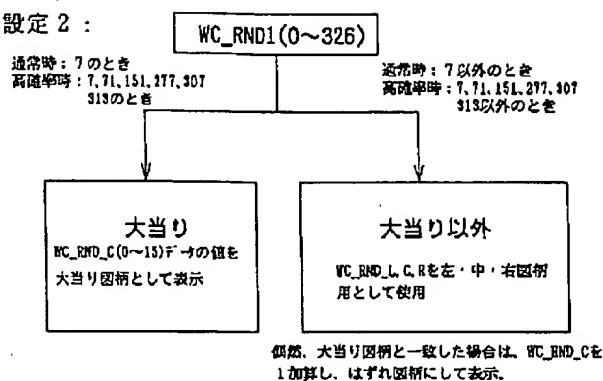 設定2:
WC_RND1(0〜326)
通常時:7のとき
高確率時:7,71,151,277,307
313のとき
通常時:7以外のとき
高確率時:7,71,151,277,307
313以外のとき
大当り
WC_RND_C(0〜15)データの値を
大当り図柄として表示
大当り以外
WC_RND_L,C,Rを左・中・右図柄
用として使用
偶然、大当り図柄と一致した場合は、WC_RND_Cを
1加算し、はずれ図柄にして表示。